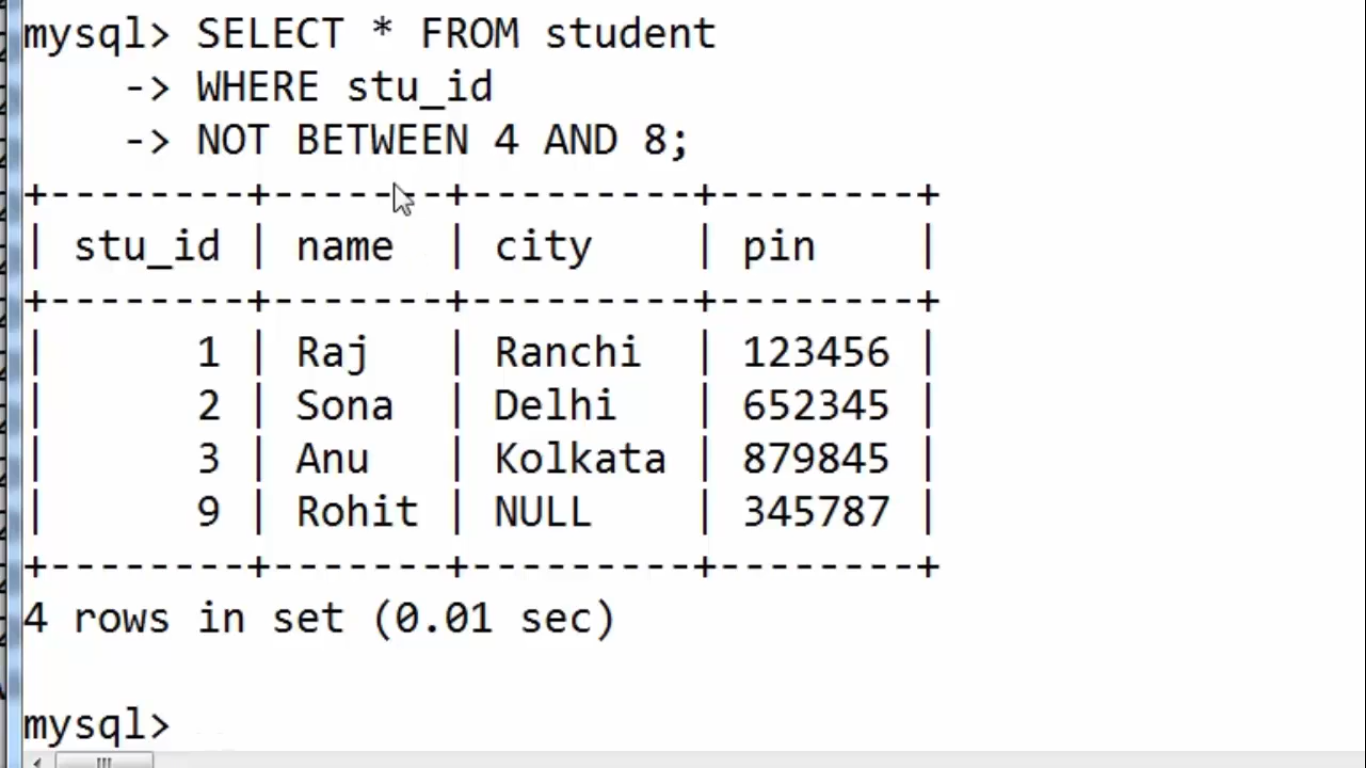 mysql> SELECT * FROM student
    -> WHERE stu_id
    -> NOT BETWEEN 4 AND 8;
+--------+-------+---------+--------+
| stu_id | name  | city    | pin    |
+--------+-------+---------+--------+
|      1 | Raj   | Ranchi  | 123456 |
|      2 | Sona  | Delhi   | 652345 |
|      3 | Anu   | Kolkata | 879845 |
|      9 | Rohit | NULL    | 345787 |
+--------+-------+---------+--------+
4 rows in set (0.01 sec)
mysql>